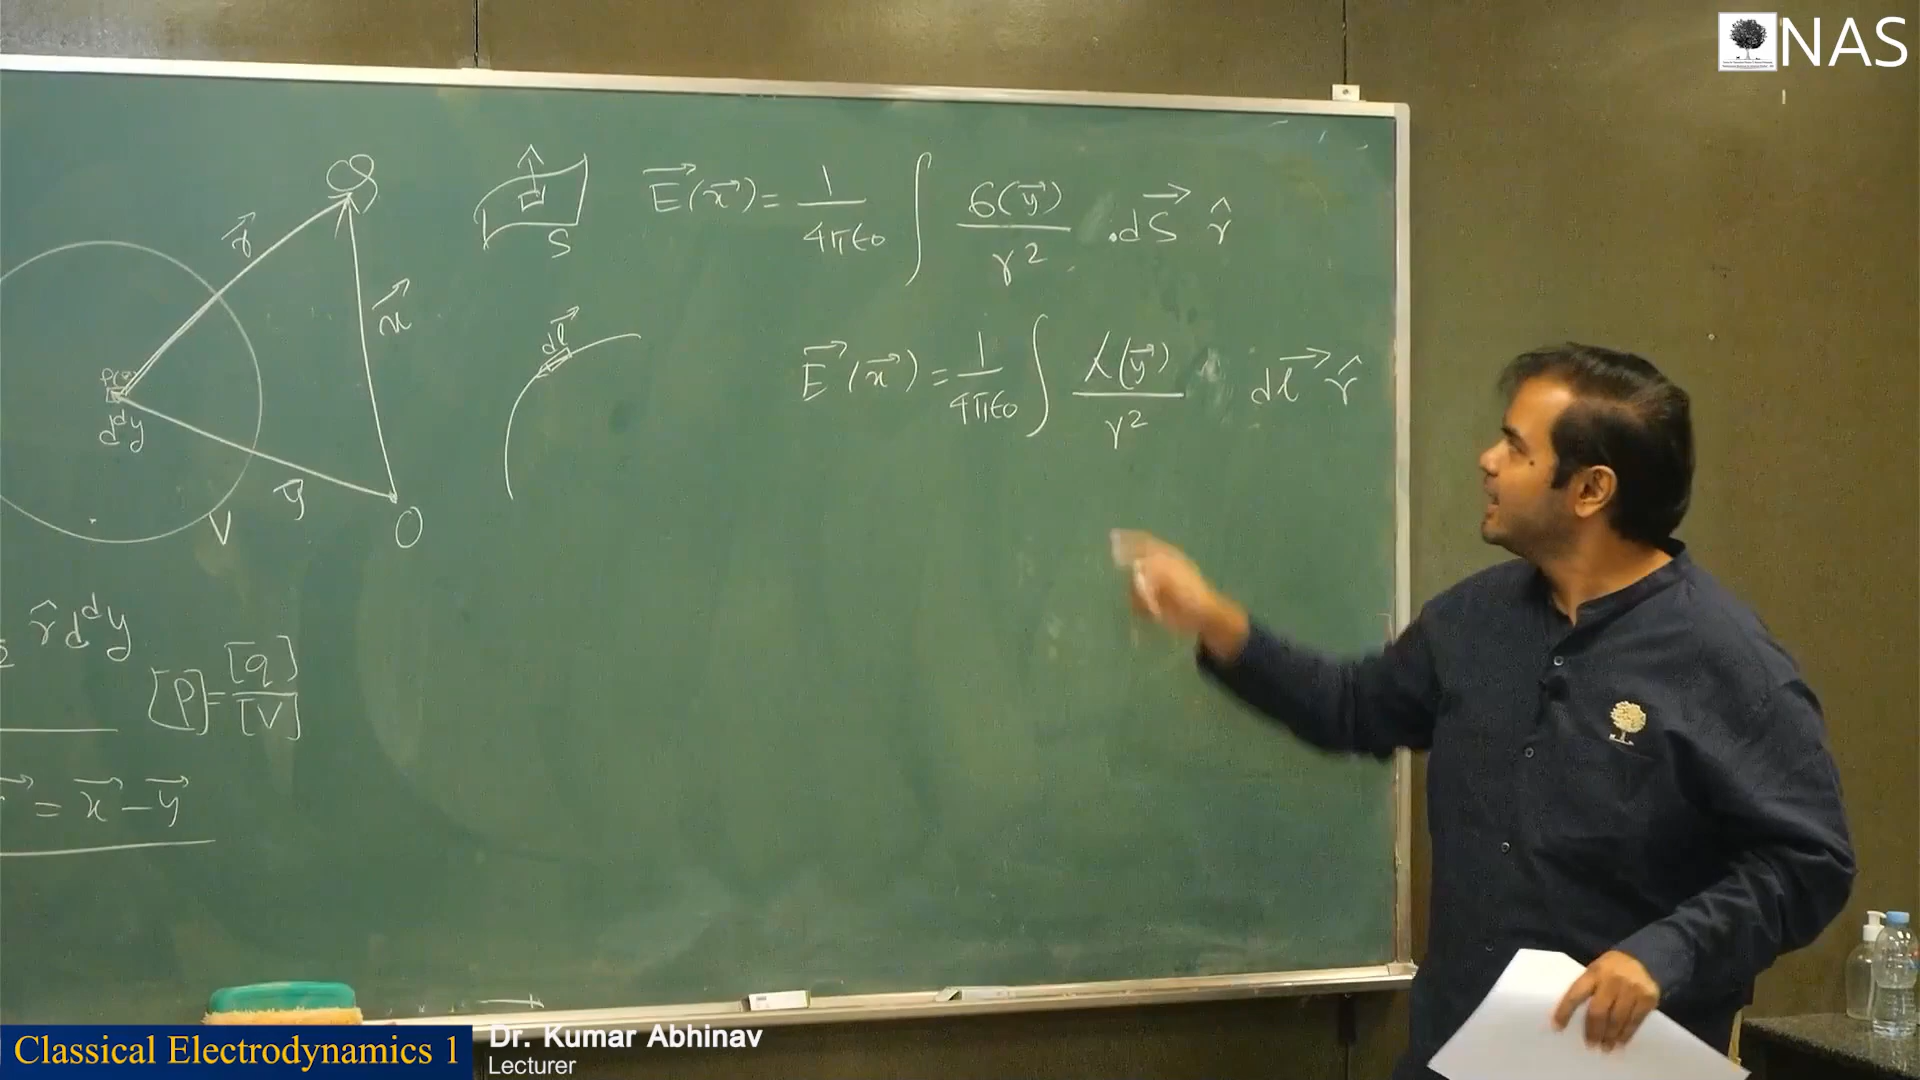 NAS
Q
r⃗
x⃗
d^d y
y⃗
V
O
S
E⃗(x⃗) = 1/4πϵ₀ ∫ σ(y⃗)/r² .dS⃗ r̂
dl⃗
E⃗(x⃗) = 1/4πϵ₀ ∫ λ(y⃗)/r² dl⃗ r̂
r̂ d^d y
[ρ] = [q]/[V]
= x⃗ − y⃗
Classical Electrodynamics 1
Dr. Kumar Abhinav
Lecturer